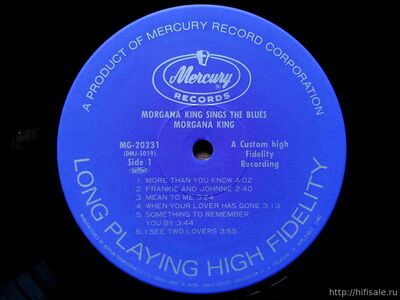 A PRODUCT OF MERCURY RECORD CORPORATION
Mercury
RECORDS
MORGANA KING SINGS THE BLUES
MORGANA KING
MG-20231
(DMJ-5019)
Side 1
A Custom high
Fidelity
Recording
1. MORE THAN YOU KNOW 4:02
2. FRANKIE AND JOHNNIE 2:40
3. MEAN TO ME 3:24
4. WHEN YOUR LOVER HAS GONE 3:13
5. SOMETHING TO REMEMBER
YOU BY 3:44
6. I SEE TWO LOVERS 3:55
LONG PLAYING HIGH FIDELITY
http://hifisale.ru